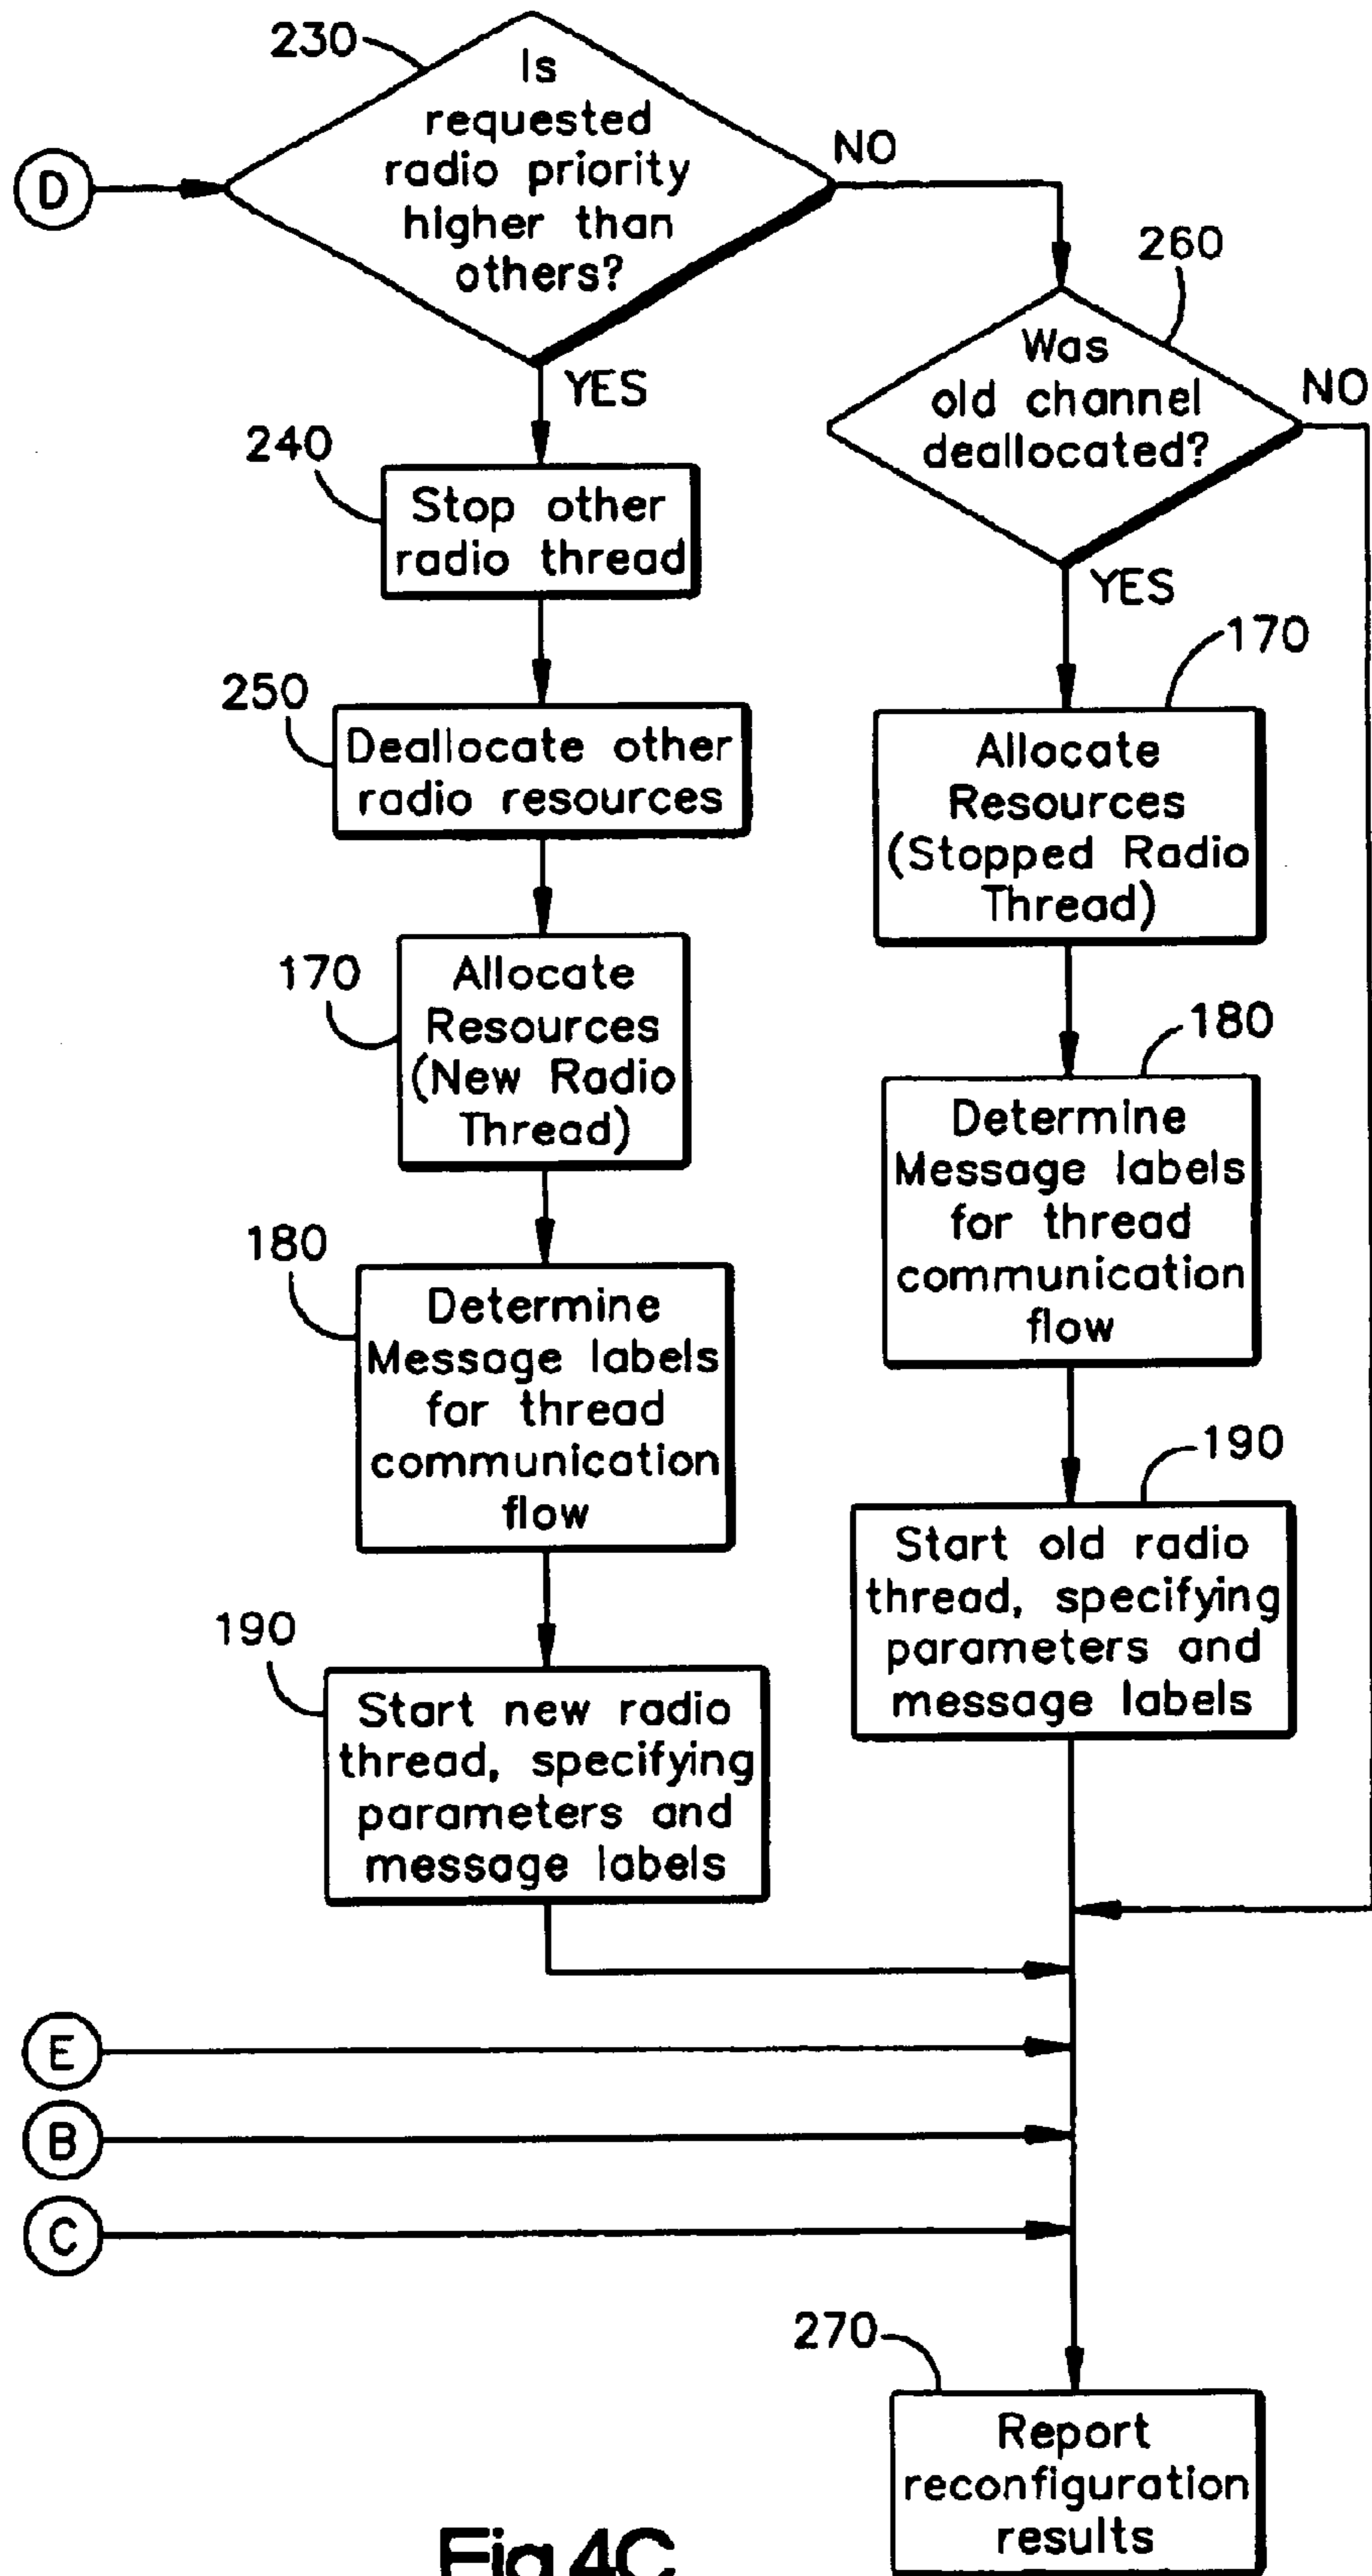 230
Is
requested
radio priority
higher than
others?
D
NO
YES
260
Was
old channel
deallocated?
NO
YES
240
Stop other
radio thread
250
Deallocate other
radio resources
170
Allocate
Resources
(New Radio
Thread)
180
Determine
Message labels
for thread
communication
flow
190
Start new radio
thread, specifying
parameters and
message labels
170
Allocate
Resources
(Stopped Radio
Thread)
180
Determine
Message labels
for thread
communication
flow
190
Start old radio
thread, specifying
parameters and
message labels
E
B
C
270
Report
reconfiguration
results
Fig.4C